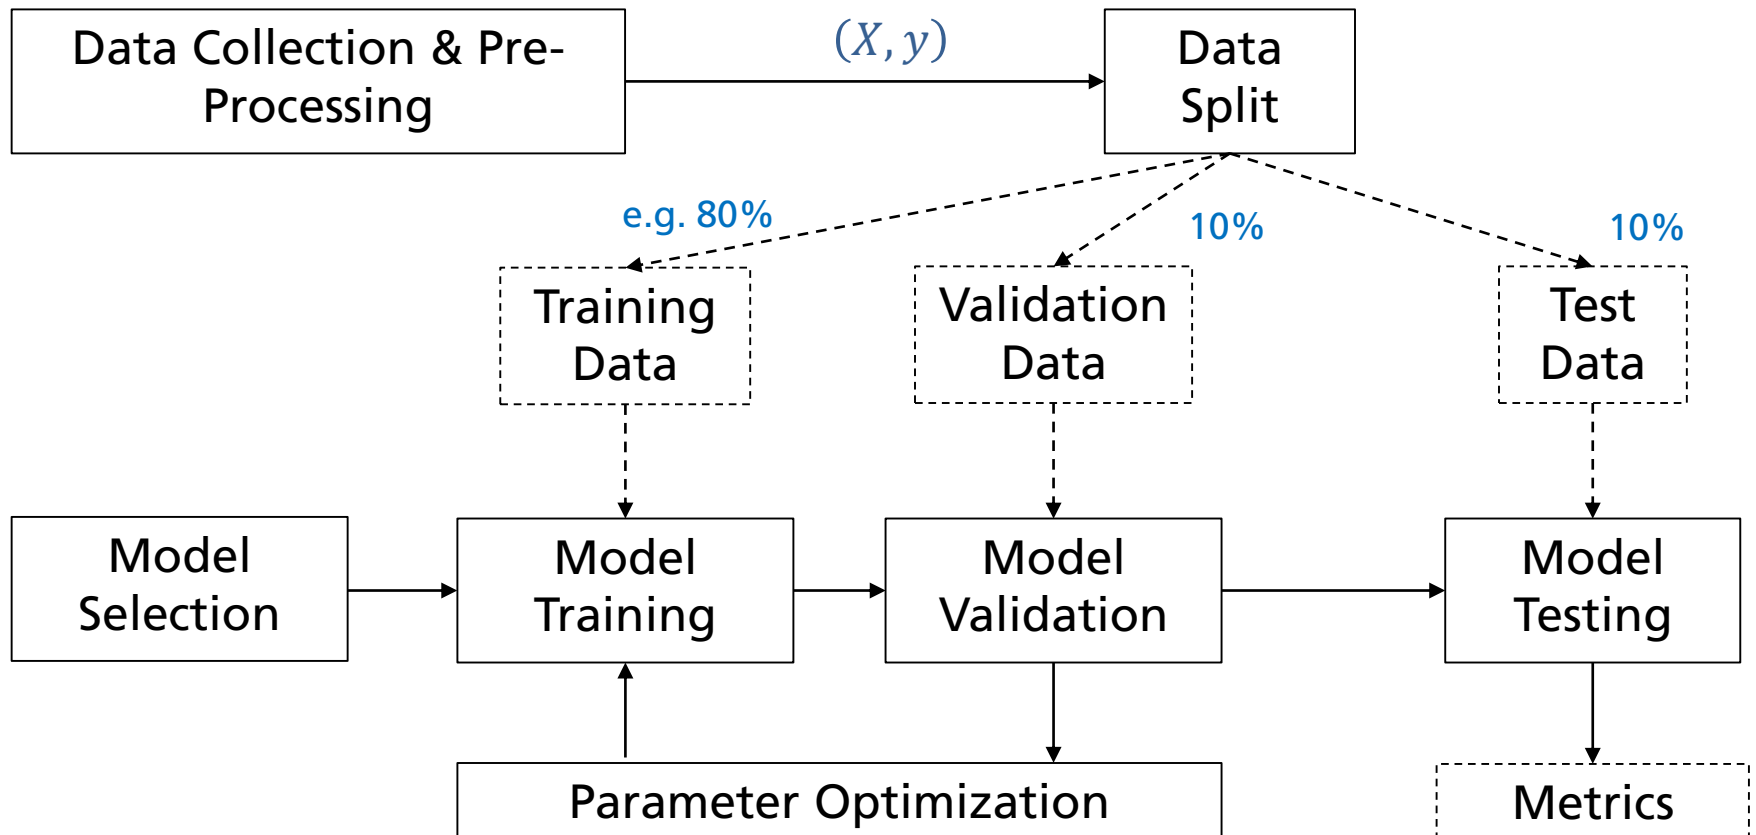 Data Collection & Pre-
Processing
(X, y)
Data
Split
e.g. 80%
10%
10%
Training
Data
Validation
Data
Test
Data
Model
Selection
Model
Training
Model
Validation
Model
Testing
Parameter Optimization
Metrics